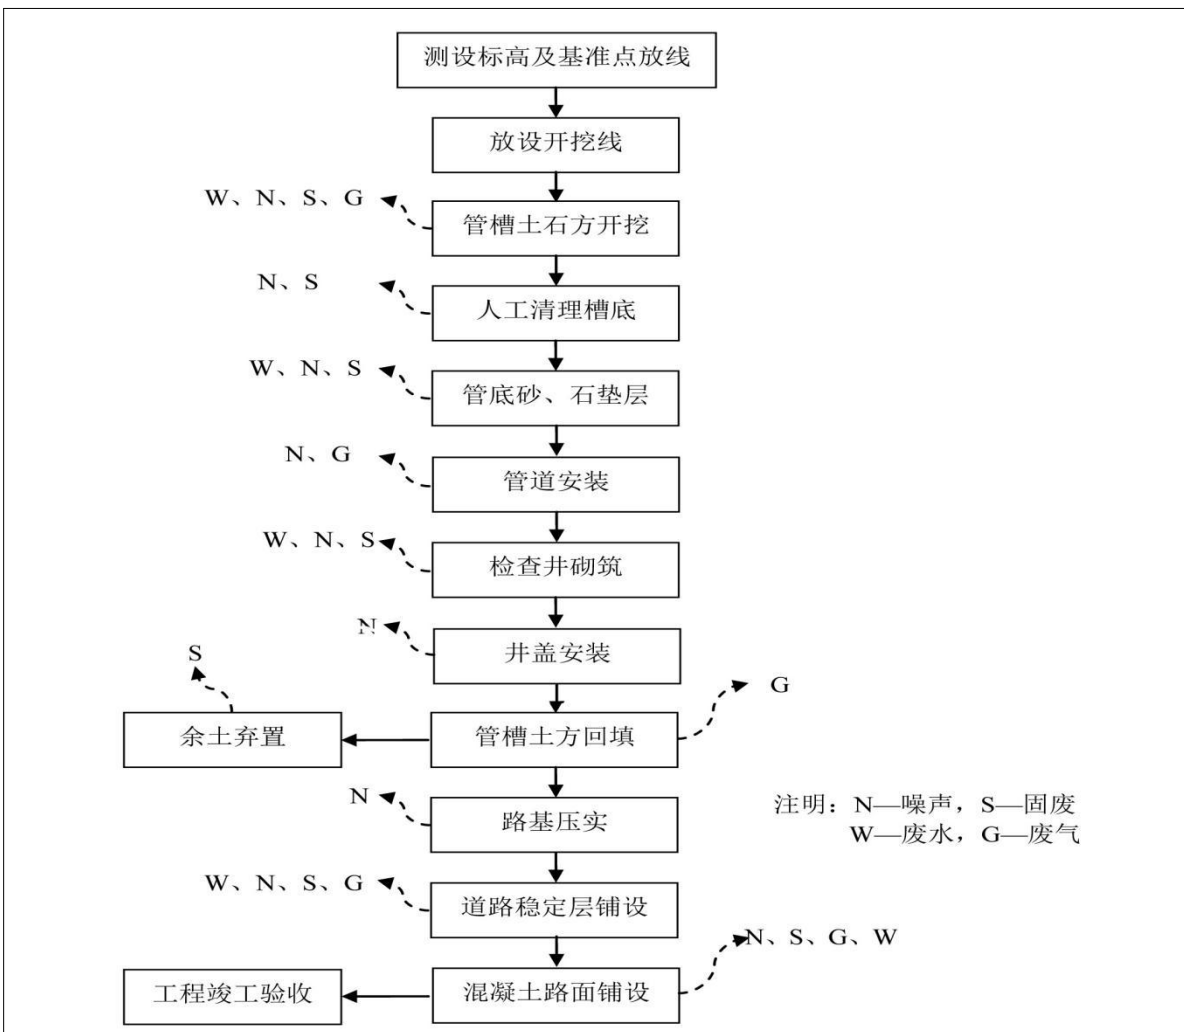 测设标高及基准点放线
放设开挖线
W、N、S、G
管槽土石方开挖
N、S
人工清理槽底
W、N、S
管底砂、石垫层
N、G
管道安装
W、N、S
检查井砌筑
N
井盖安装
S
G
余土弃置
管槽土方回填
N
路基压实
注明：N—噪声，S—固废
W—废水，G—废气
W、N、S、G
道路稳定层铺设
N、S、G、W
工程竣工验收
混凝土路面铺设